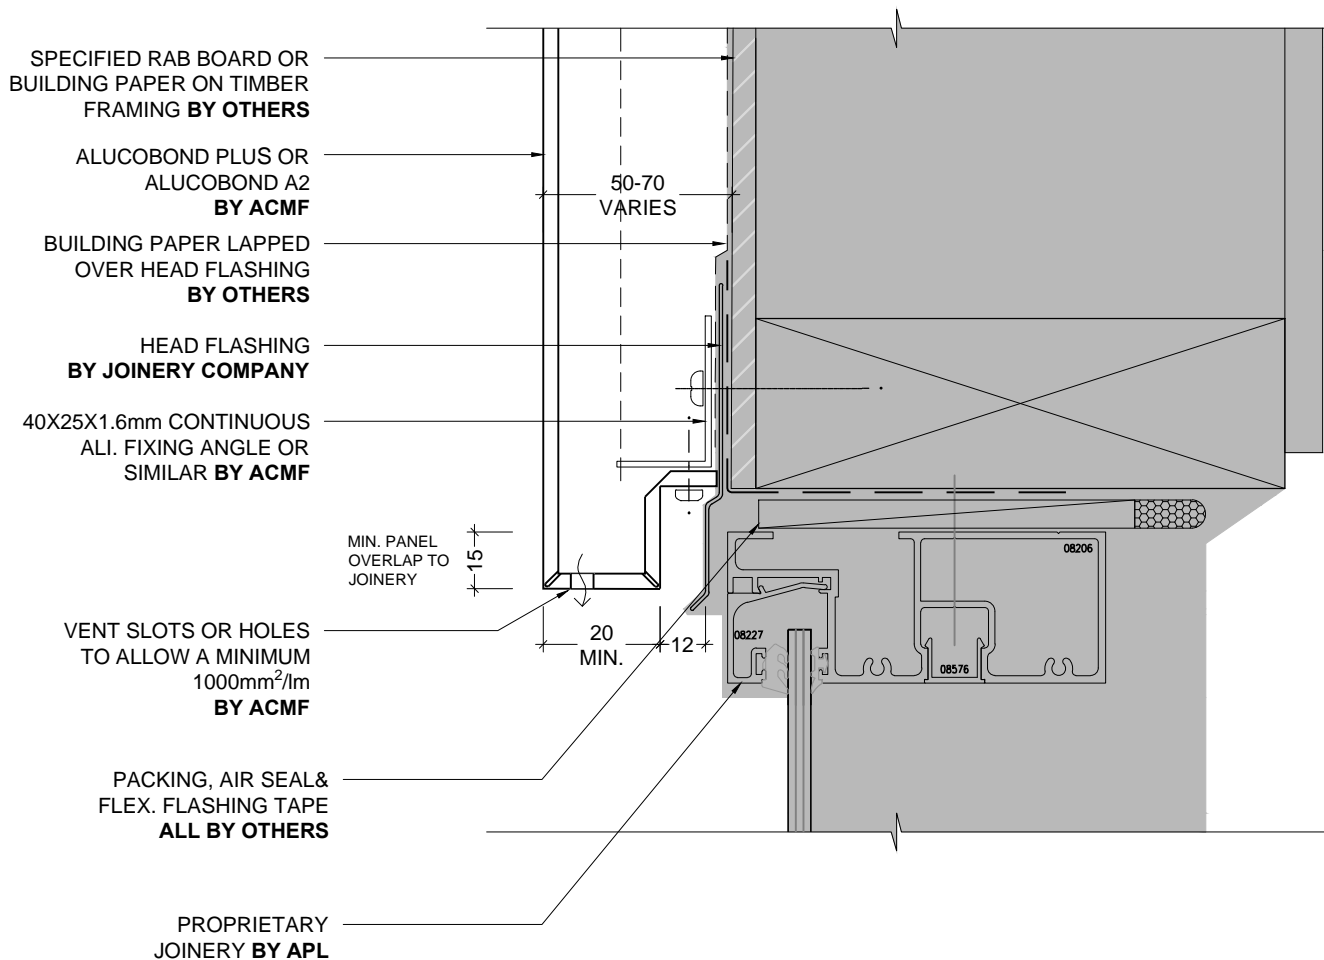 SPECIFIED RAB BOARD OR
BUILDING PAPER ON TIMBER
FRAMING BY OTHERS
ALUCOBOND PLUS OR
ALUCOBOND A2
BY ACMF
50-70
VARIES
BUILDING PAPER LAPPED
OVER HEAD FLASHING
BY OTHERS
HEAD FLASHING
BY JOINERY COMPANY
40X25X1.6mm CONTINUOUS
ALI. FIXING ANGLE OR
SIMILAR BY ACMF
MIN. PANEL
OVERLAP TO
JOINERY
15
08206
VENT SLOTS OR HOLES
TO ALLOW A MINIMUM
1000mm²/lm
BY ACMF
20
MIN.
12
08227
08576
PACKING, AIR SEAL&
FLEX. FLASHING TAPE
ALL BY OTHERS
PROPRIETARY
JOINERY BY APL